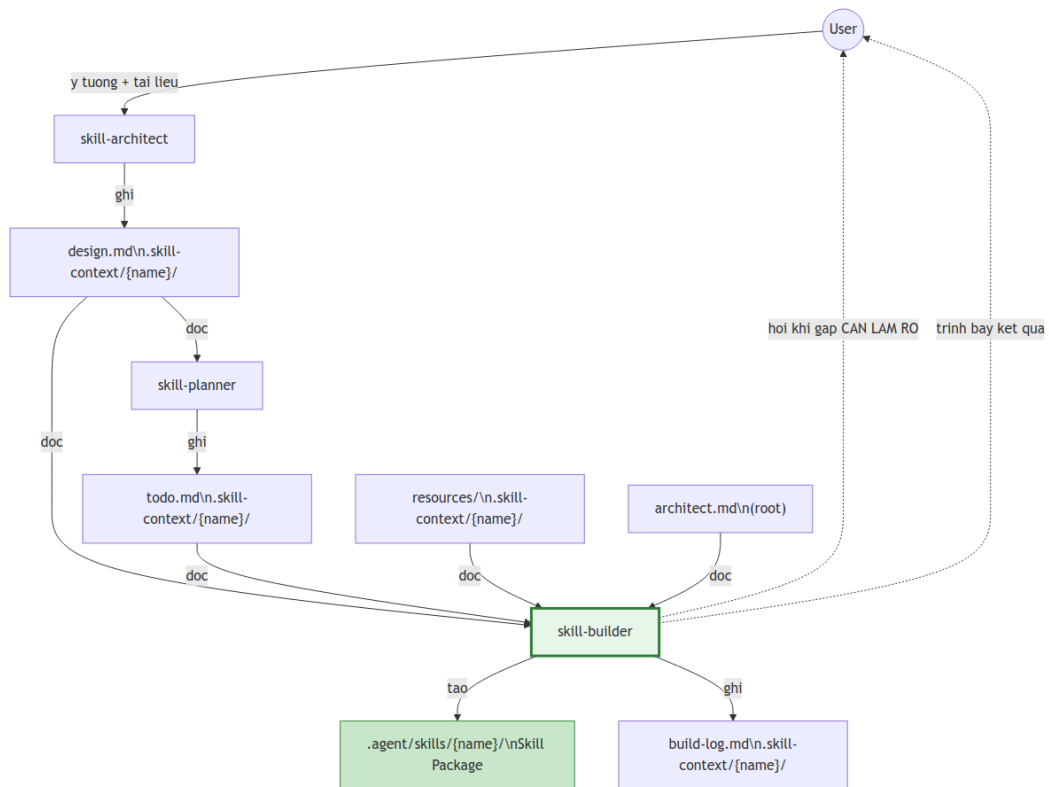 User
y tuong + tai lieu
skill-architect
ghi
design.md\n.skill-
context/{name}/
doc
hoi khi gap CAN LAM RO
trinh bay ket qua
skill-planner
doc
ghi
todo.md\n.skill-
context/{name}/
resources/\n.skill-
context/{name}/
architect.md\n(root)
doc
doc
doc
skill-builder
tao
ghi
.agent/skills/{name}/\nSkill
Package
build-log.md\n.skill-
context/{name}/